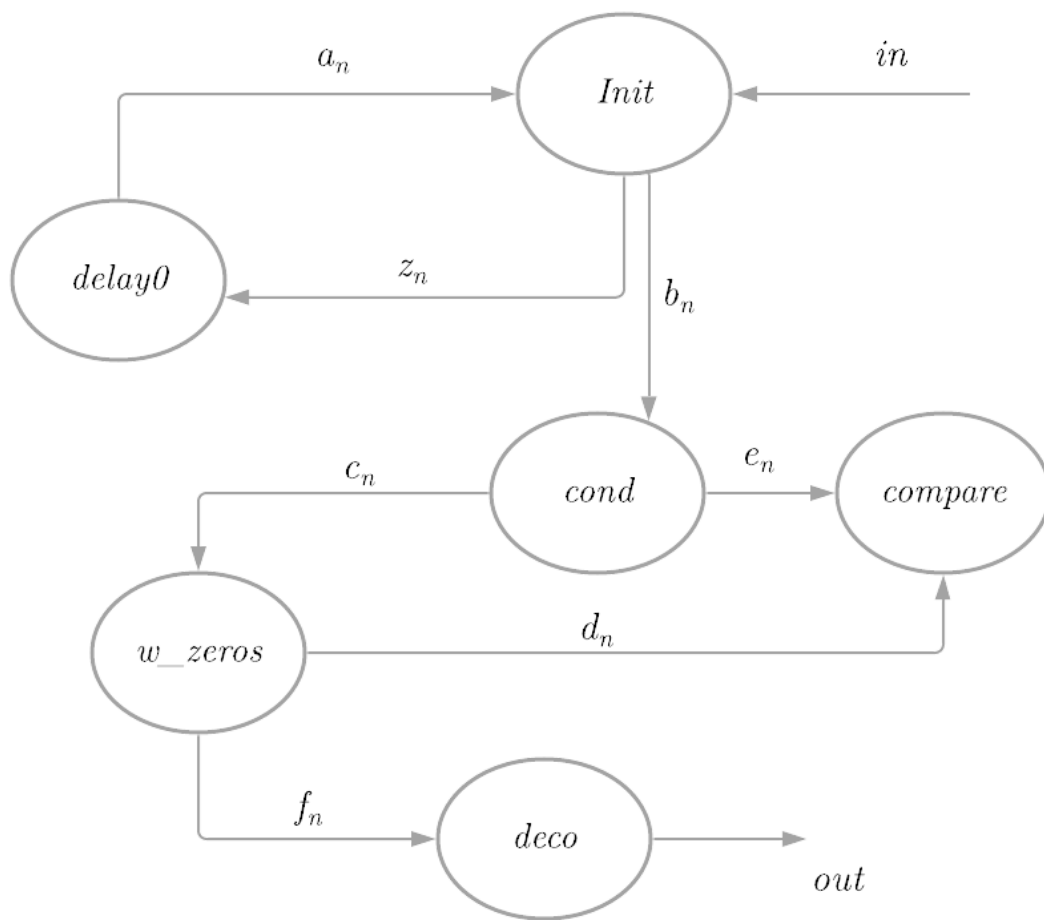 a_n
in
Init
delay0
z_n
b_n
c_n
e_n
cond
compare
w_zeros
d_n
f_n
deco
out